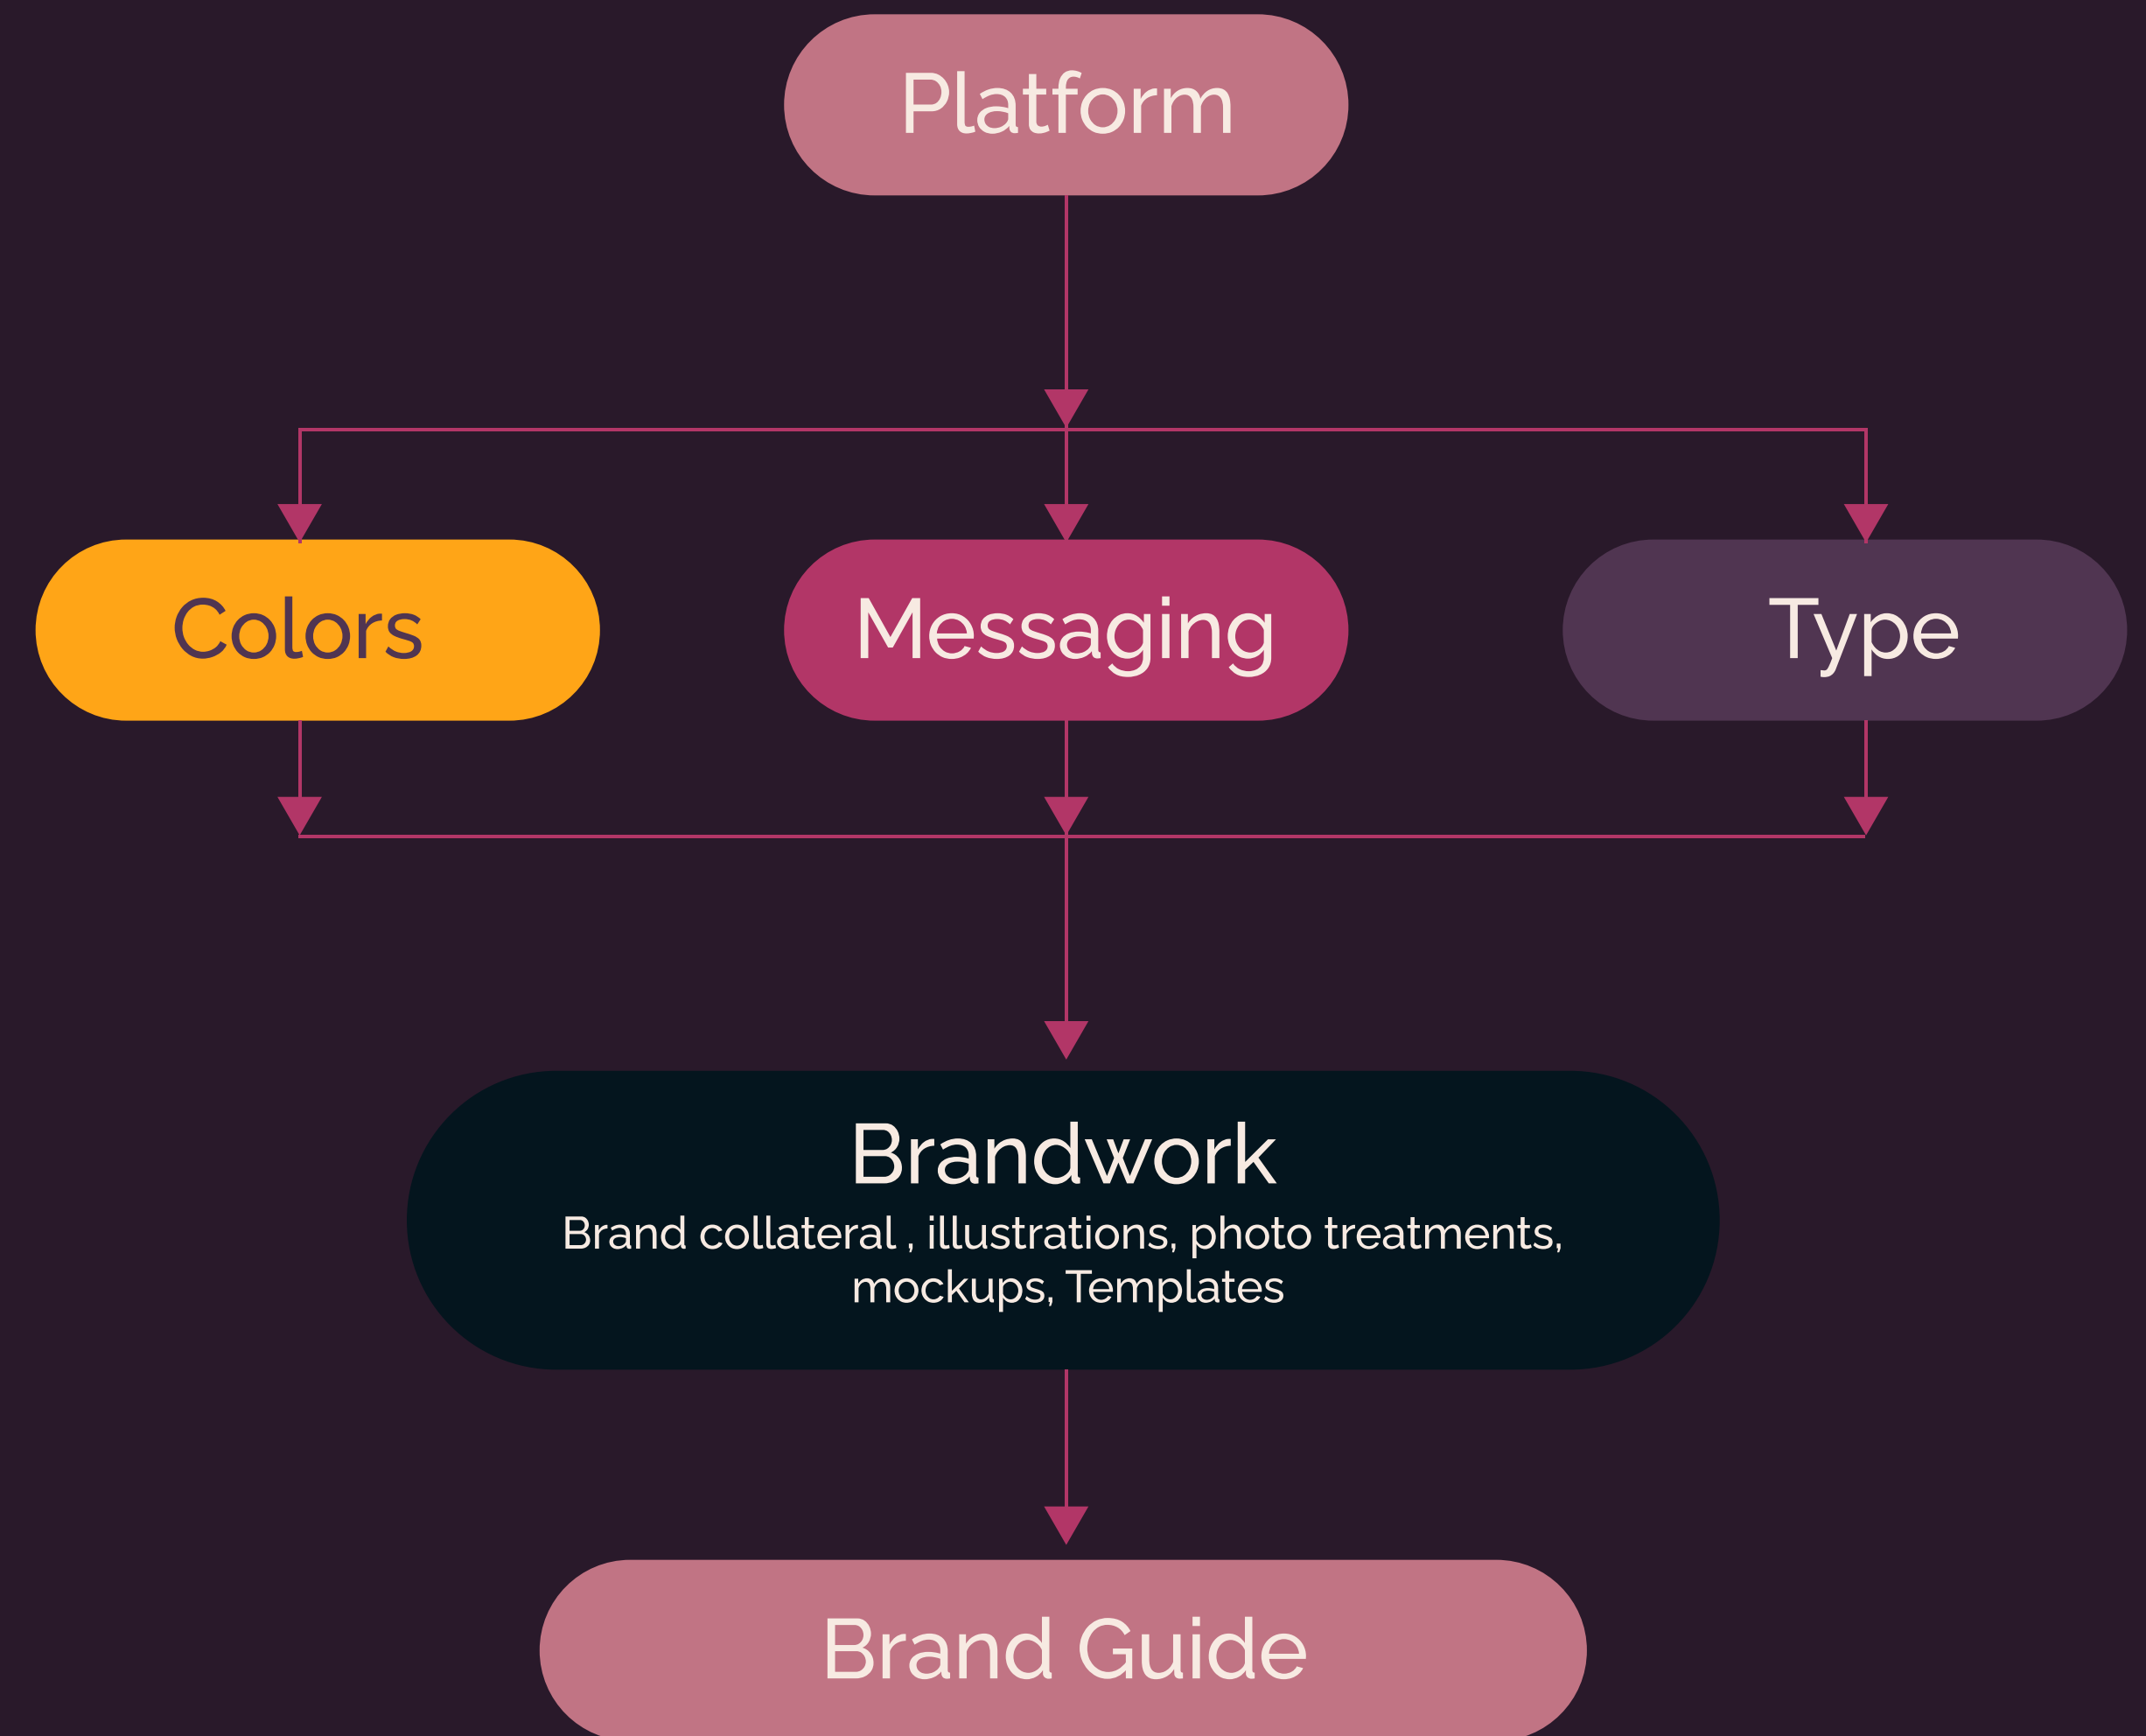 Platform
Colors
Messaging
Type
Brandwork
Brand collateral , illustrations, photo treatments,
mockups, Templates
Brand Guide